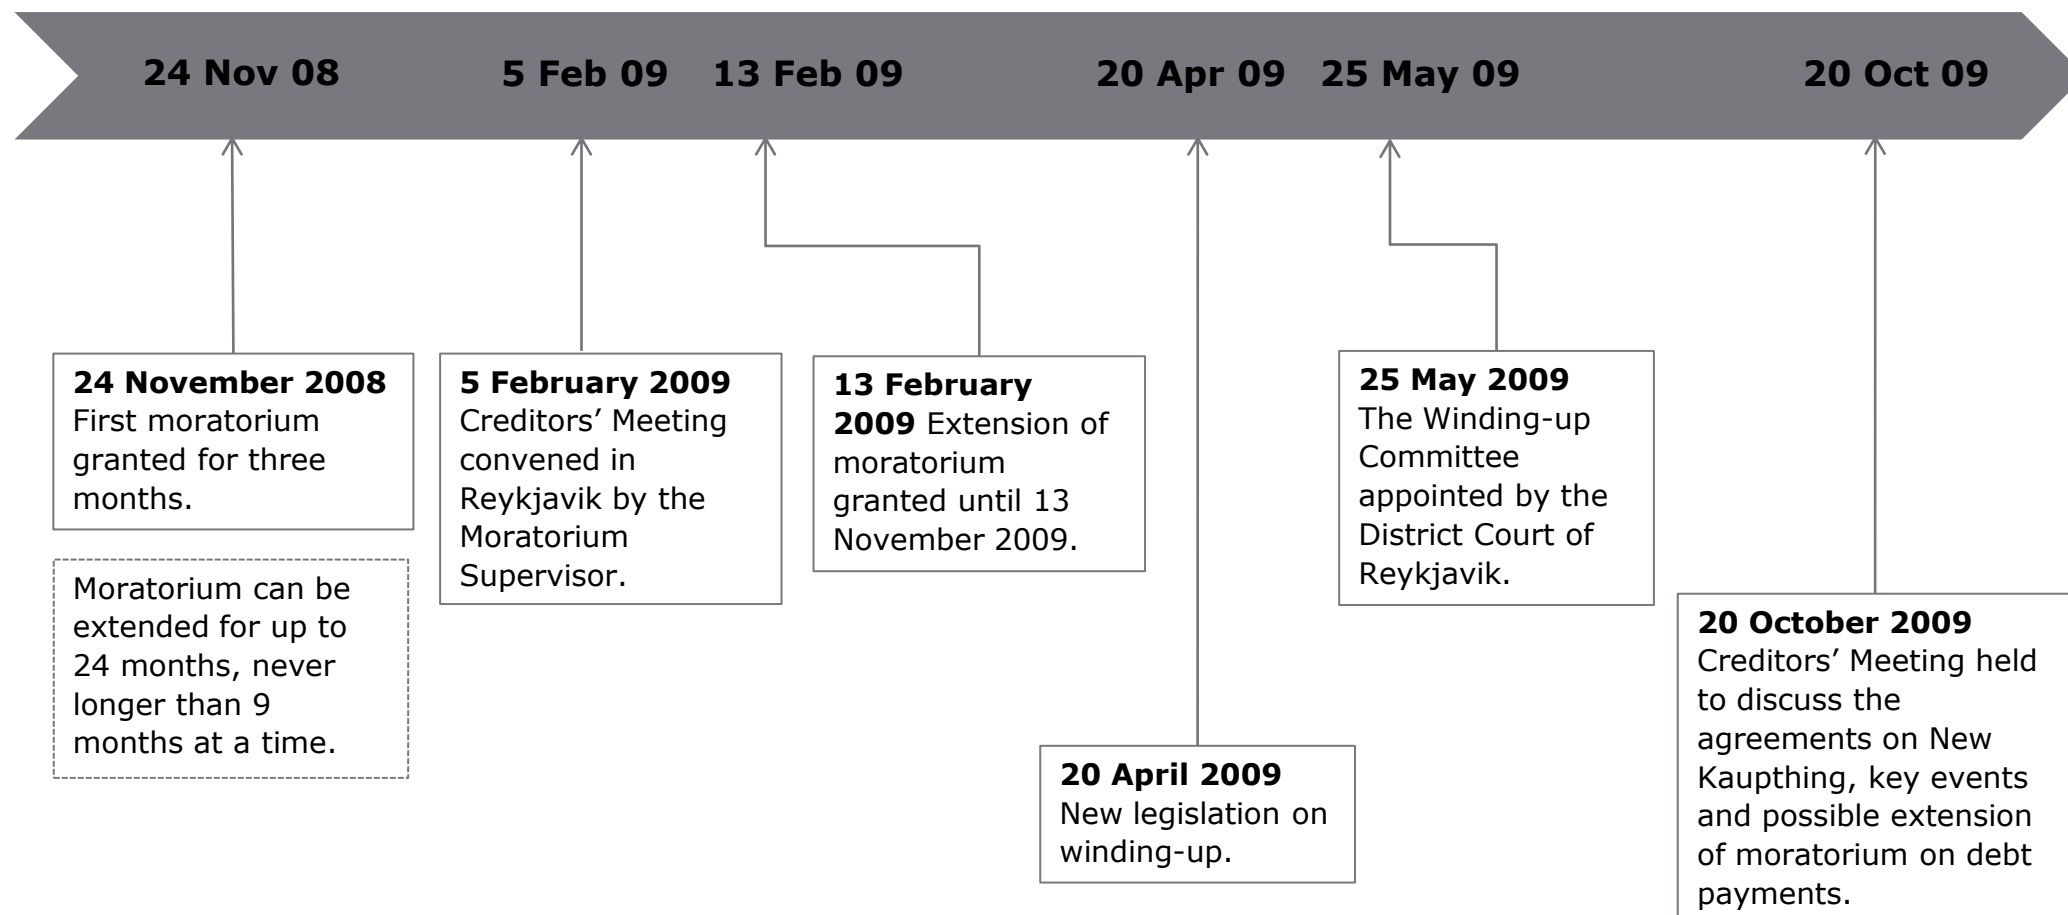 24 Nov 08
5 Feb 09
13 Feb 09
20 Apr 09
25 May 09
20 Oct 09
24 November 2008
First moratorium
granted for three
months.
Moratorium can be
extended for up to
24 months, never
longer than 9
months at a time.
5 February 2009
Creditors’ Meeting
convened in
Reykjavik by the
Moratorium
Supervisor.
13 February
2009 Extension of
moratorium
granted until 13
November 2009.
20 April 2009
New legislation on
winding-up.
25 May 2009
The Winding-up
Committee
appointed by the
District Court of
Reykjavik.
20 October 2009
Creditors’ Meeting held
to discuss the
agreements on New
Kaupthing, key events
and possible extension
of moratorium on debt
payments.